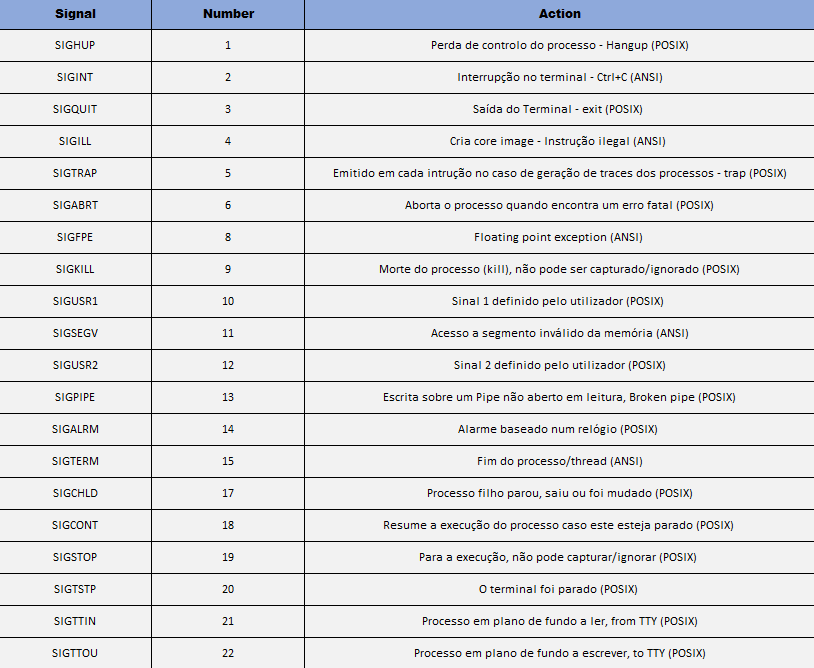 Signal Number Action
SIGHUP 1 Perda de controlo do processo - Hangup (POSIX)
SIGINT 2 Interrupção no terminal - Ctrl+C (ANSI)
SIGQUIT 3 Saída do Terminal - exit (POSIX)
SIGILL 4 Cria core image - Instrução ilegal (ANSI)
SIGTRAP 5 Emitido em cada intrução no caso de geração de traces dos processos - trap (POSIX)
SIGABRT 6 Aborta o processo quando encontra um erro fatal (POSIX)
SIGFPE 8 Floating point exception (ANSI)
SIGKILL 9 Morte do processo (kill), não pode ser capturado/ignorado (POSIX)
SIGUSR1 10 Sinal 1 definido pelo utilizador (POSIX)
SIGSEGV 11 Acesso a segmento inválido da memória (ANSI)
SIGUSR2 12 Sinal 2 definido pelo utilizador (POSIX)
SIGPIPE 13 Escrita sobre um Pipe não aberto em leitura, Broken pipe (POSIX)
SIGALRM 14 Alarme baseado num relógio (POSIX)
SIGTERM 15 Fim do processo/thread (ANSI)
SIGCHLD 17 Processo filho parou, saiu ou foi mudado (POSIX)
SIGCONT 18 Resume a execução do processo caso este esteja parado (POSIX)
SIGSTOP 19 Para a execução, não pode capturar/ignorar (POSIX)
SIGTSTP 20 O terminal foi parado (POSIX)
SIGTTIN 21 Processo em plano de fundo a ler, from TTY (POSIX)
SIGTTOU 22 Processo em plano de fundo a escrever, to TTY (POSIX)